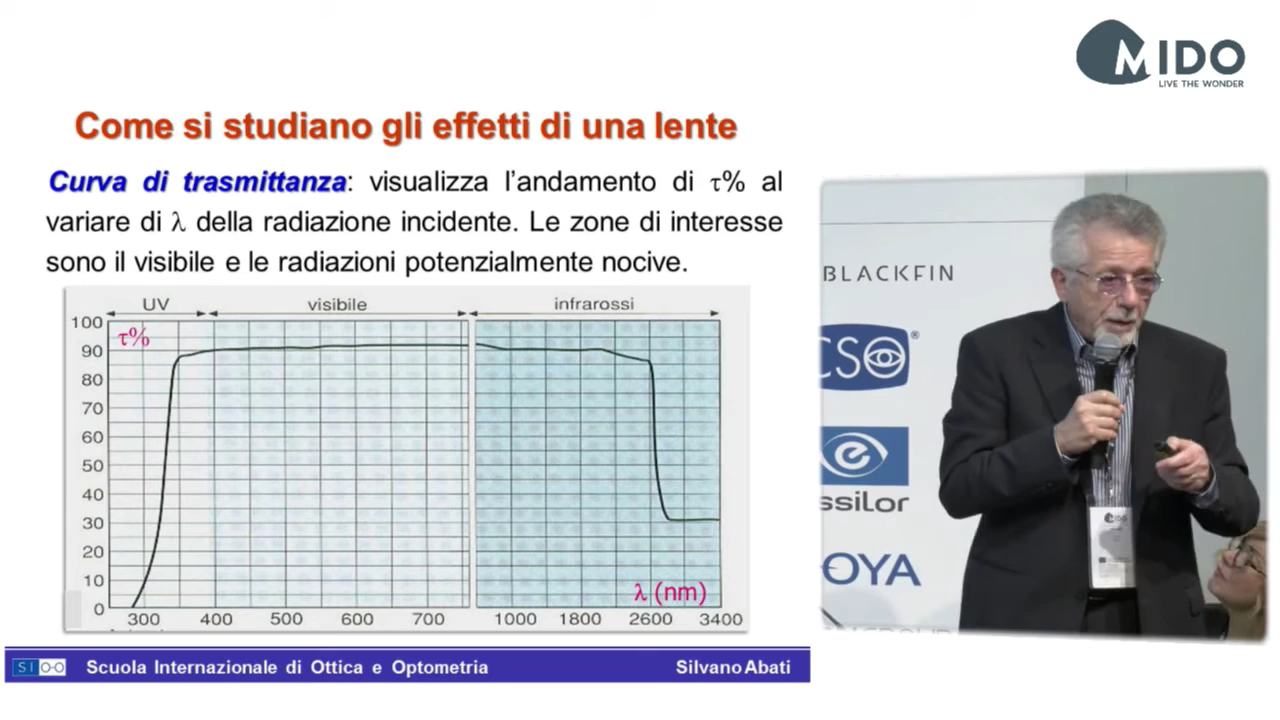 MIDO
LIVE THE WONDER
Come si studiano gli effetti di una lente
Curva di trasmittanza: visualizza l’andamento di τ% al
variare di λ della radiazione incidente. Le zone di interesse
sono il visibile e le radiazioni potenzialmente nocive.
UV visibile infrarossi
τ%
100
90
80
70
60
50
40
30
20
10
0
λ (nm)
300 400 500 600 700 1000 1800 2600 3400
BLACKFIN
CSO®
e
ssilor
OYA
MIDO
SIOO Scuola Internazionale di Ottica e Optometria Silvano Abati